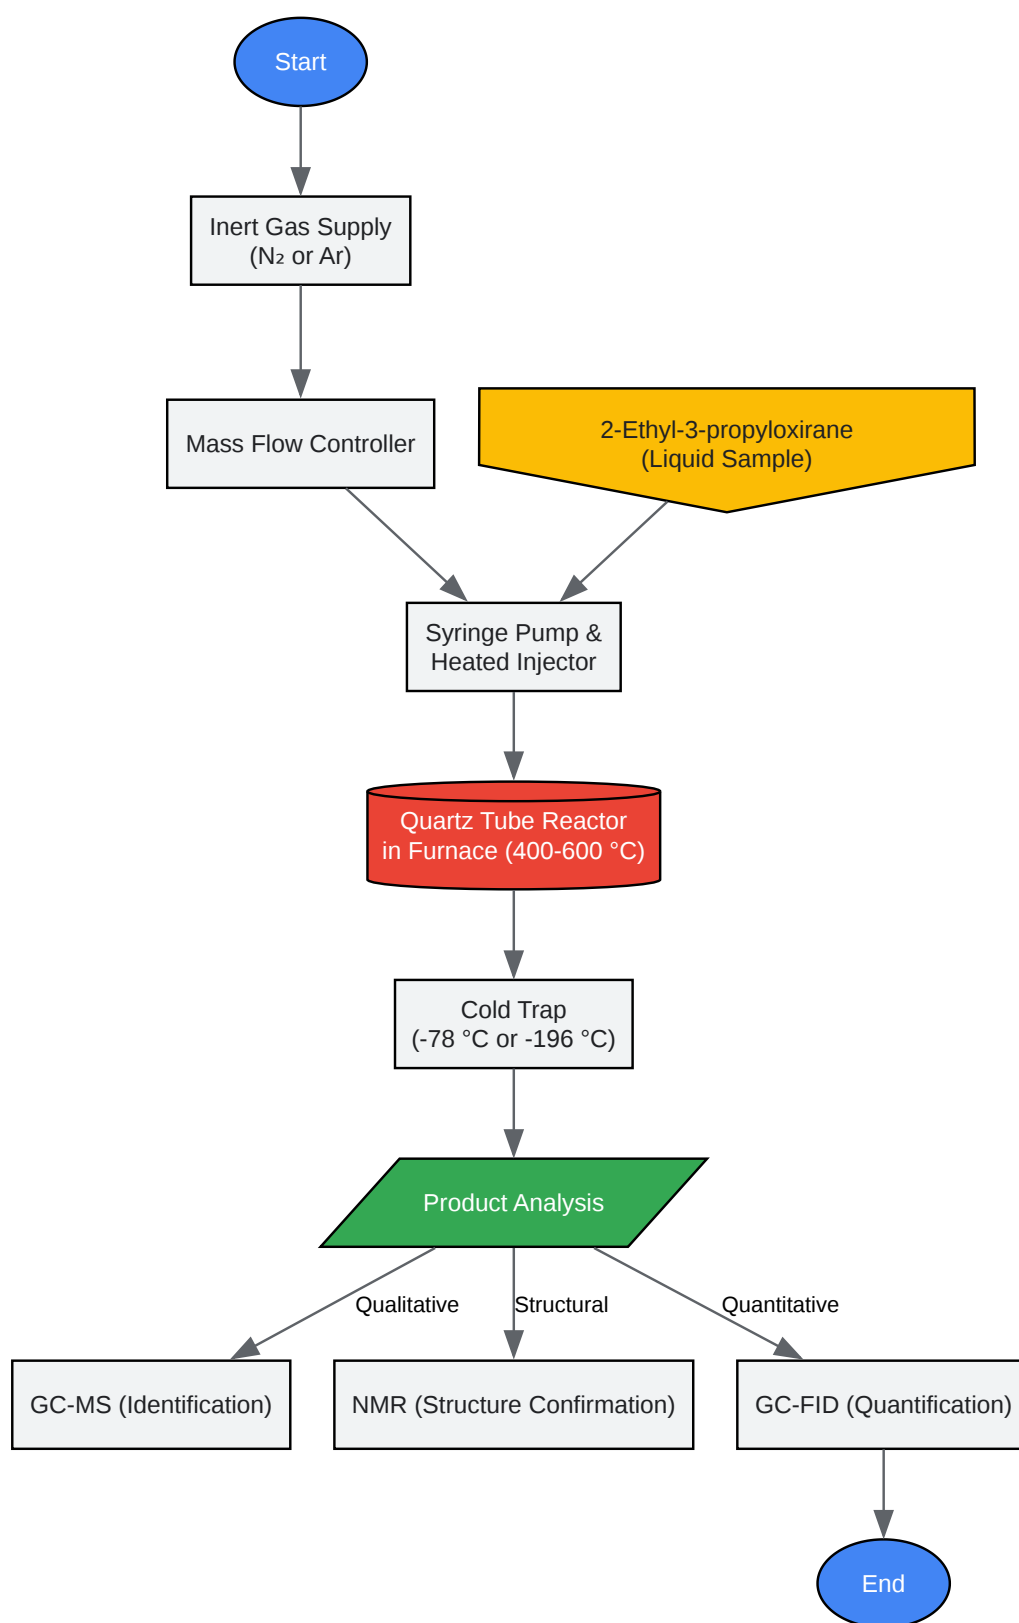 Start
Inert Gas Supply
(N₂ or Ar)
Mass Flow Controller
2-Ethyl-3-propyloxirane
(Liquid Sample)
Syringe Pump &
Heated Injector
Quartz Tube Reactor
in Furnace (400-600 °C)
Cold Trap
(-78 °C or -196 °C)
Product Analysis
Qualitative
Structural
Quantitative
GC-MS (Identification)
NMR (Structure Confirmation)
GC-FID (Quantification)
End